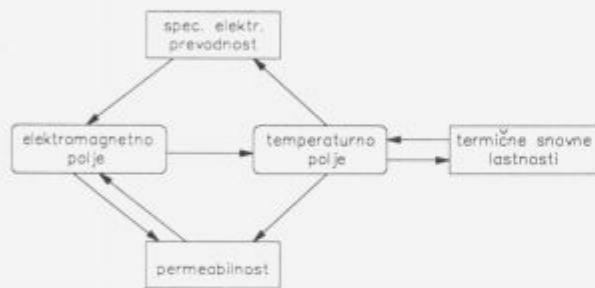 spec. elektr.
prevodnost
elektromagnetno
polje
temperaturno
polje
termične snovne
lastnosti
permeabilnost